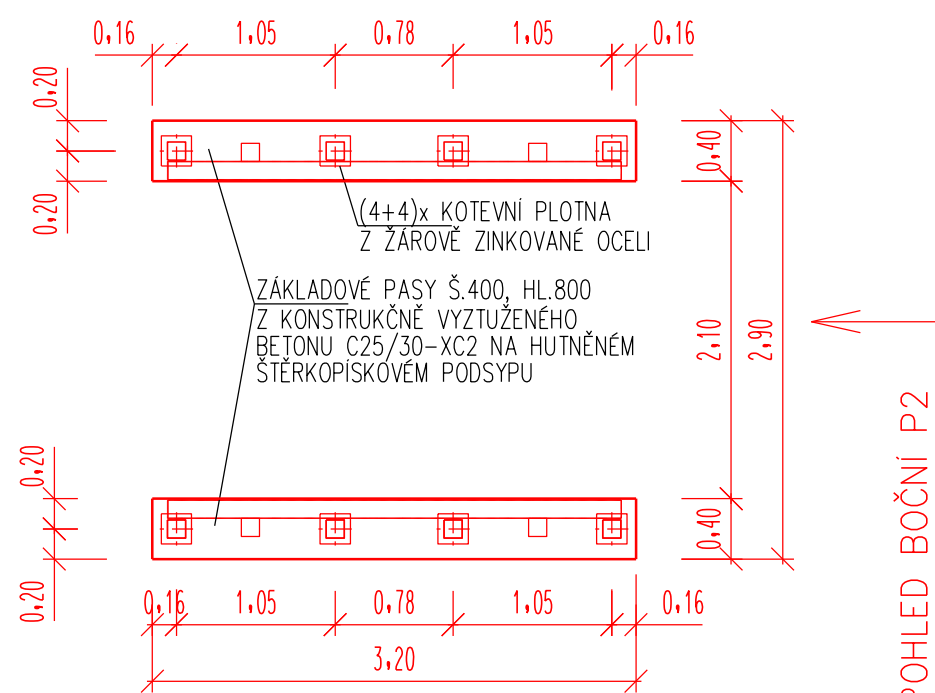 0,16 1,05 0,78 1,05 0,16
0,20
0,20
0,40
(4+4)x KOTEVNÍ PLOTNA
Z ŽÁROVĚ ZINKOVANÉ OCELI
ZÁKLADOVÉ PASY Š.400, HL.800
Z KONSTRUKČNĚ VYZTUŽENÉHO
BETONU C25/30-XC2 NA HUTNĚNÉM
ŠTĚRKOPÍSKOVÉM PODSYPU
2,10
2,90
POHLED BOČNÍ P2
0,20
0,20
0,40
0,16 1,05 0,78 1,05 0,16
3,20